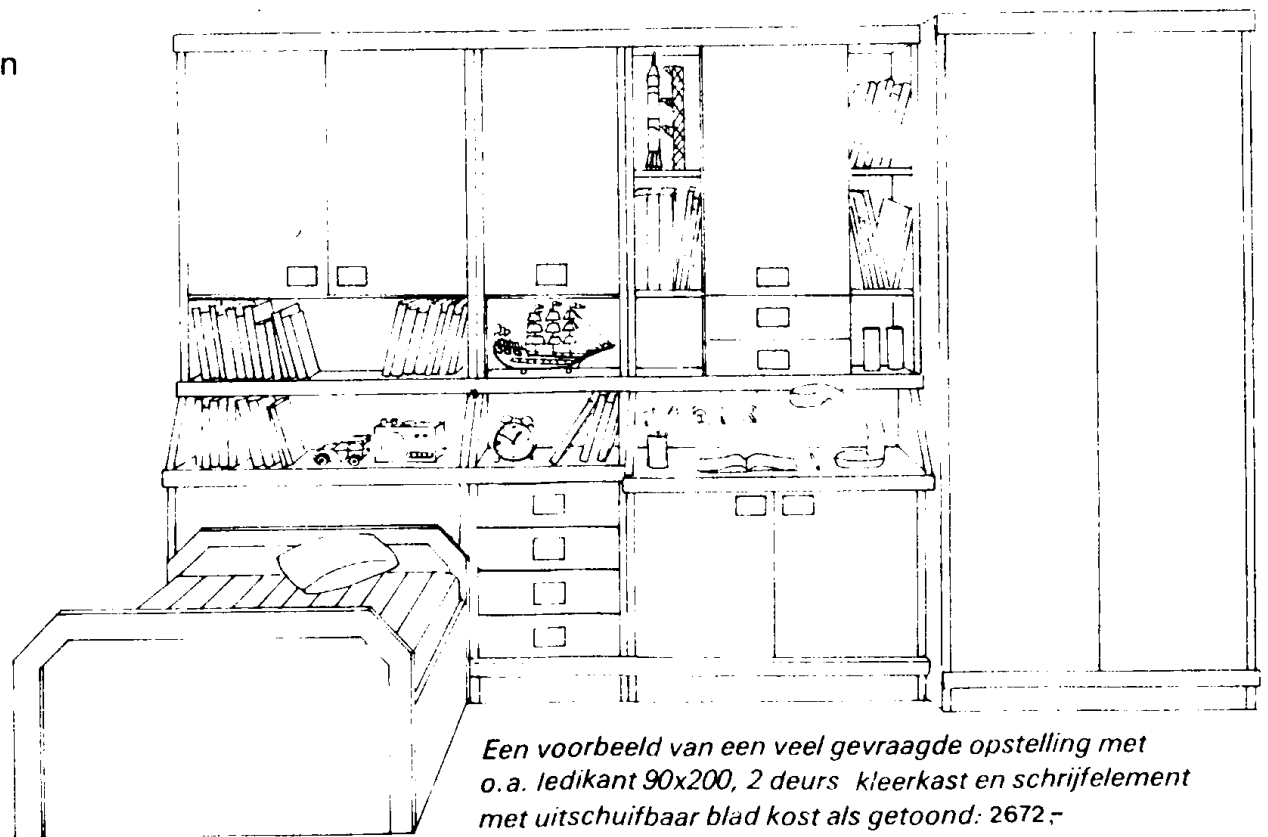 n
Een voorbeeld van een veel gevraagde opstelling met
o.a. ledikant 90x200, 2 deurs kleerkast en schrijfelement
met uitschuifbaar blad kost als getoond: 2672,-